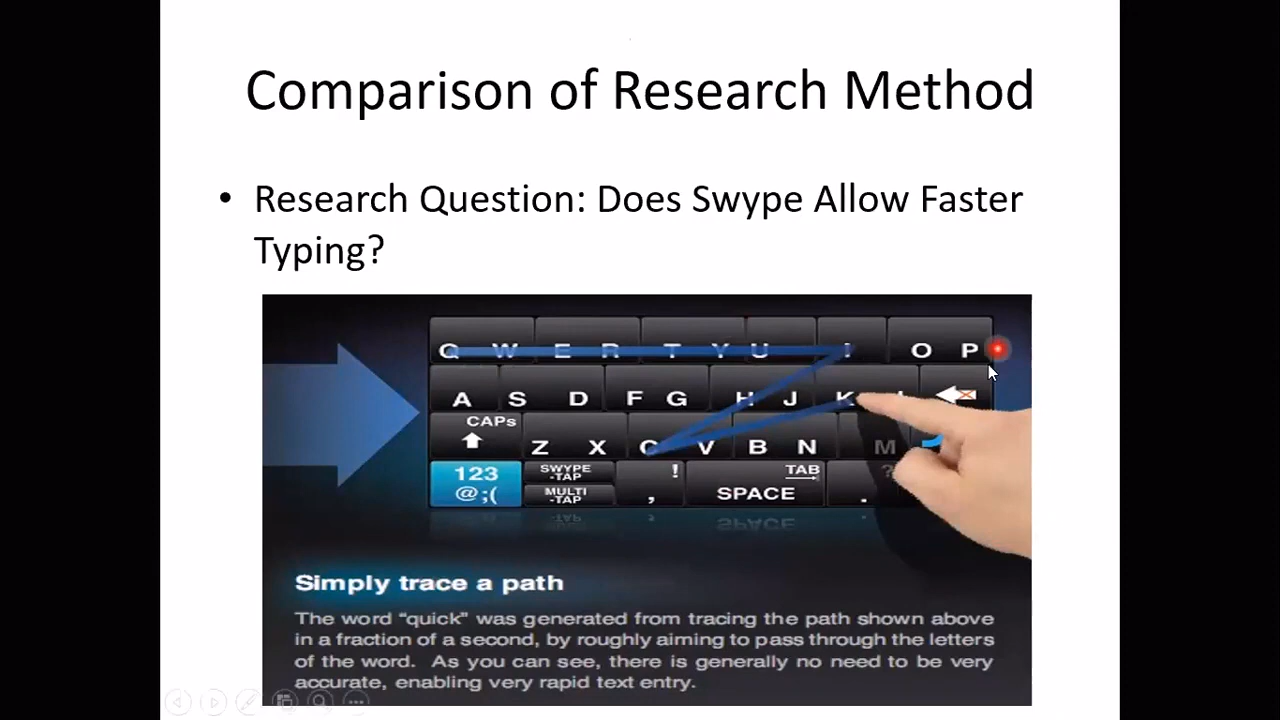 Comparison of Research Method
• Research Question: Does Swype Allow Faster
Typing?
Q W E R T Y U I O P
A S D F G H J K
CAPs
Z X C V B N M
123
@;(
SWYPE
-TAP
MULTI
-TAP
!
,
TAB
SPACE
?
.
Simply trace a path
The word “quick” was generated from tracing the path shown above
in a fraction of a second, by roughly aiming to pass through the letters
of the word. As you can see, there is generally no need to be very
accurate, enabling very rapid text entry.